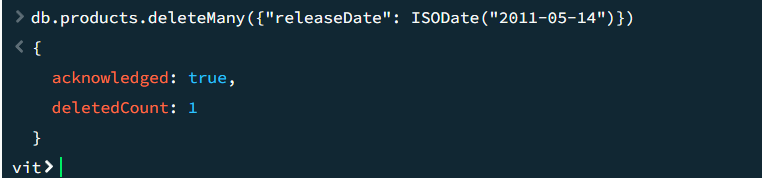 > db.products.deleteMany({"releaseDate": ISODate("2011-05-14")})
< {
acknowledged: true,
deletedCount: 1
}
vit>